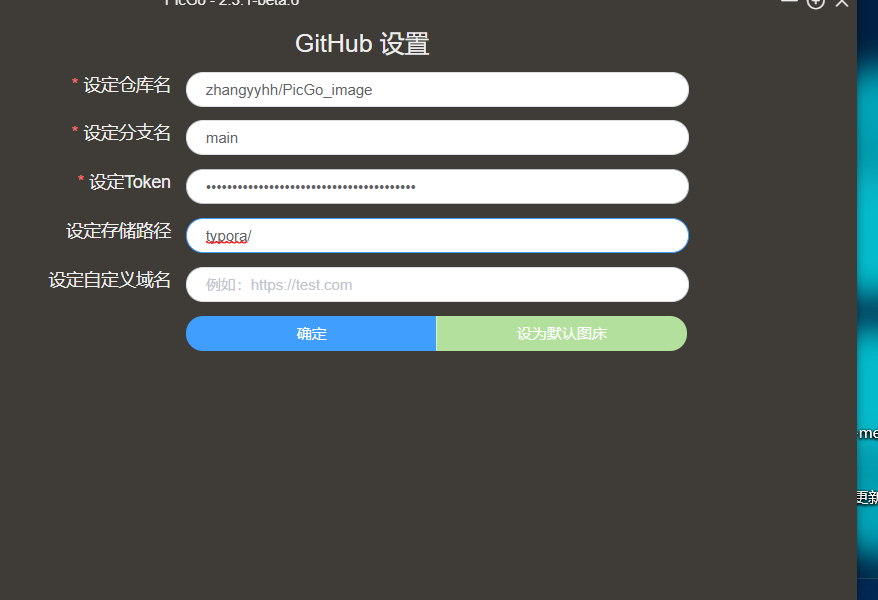 PicGo - 2.3.1-beta.6
GitHub 设置
* 设定仓库名 zhangyyhh/PicGo_image
* 设定分支名 main
* 设定Token ••••••••••••••••••••••••••••••••••••••••
设定存储路径 typora/
设定自定义域名 例如：https://test.com
确定 设为默认图床
me
更新